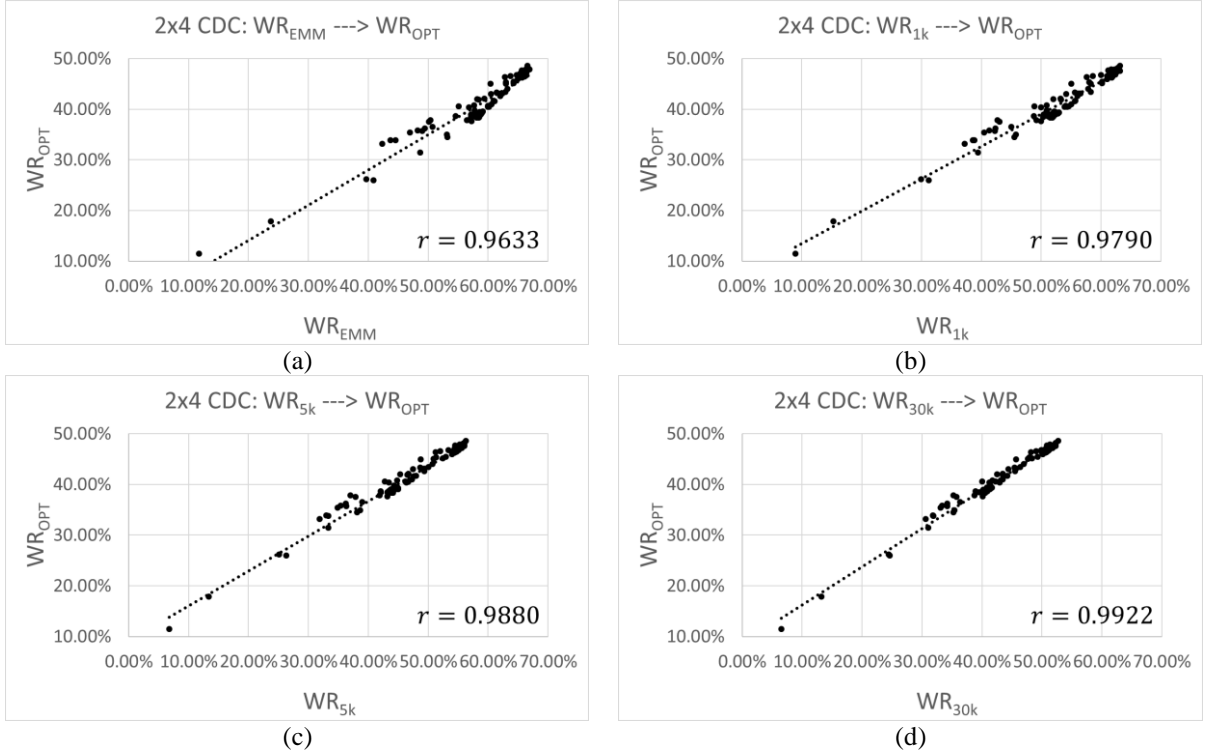 2x4 CDC: WR_EMM ---> WR_OPT
50.00%
40.00%
30.00%
20.00%
10.00%
WR_OPT
r = 0.9633
0.00% 10.00% 20.00% 30.00% 40.00% 50.00% 60.00% 70.00%
WR_EMM
(a)
2x4 CDC: WR_1k ---> WR_OPT
50.00%
40.00%
30.00%
20.00%
10.00%
WR_OPT
r = 0.9790
0.00% 10.00% 20.00% 30.00% 40.00% 50.00% 60.00% 70.00%
WR_1k
(b)
2x4 CDC: WR_5k ---> WR_OPT
50.00%
40.00%
30.00%
20.00%
10.00%
WR_OPT
r = 0.9880
0.00% 10.00% 20.00% 30.00% 40.00% 50.00% 60.00% 70.00%
WR_5k
(c)
2x4 CDC: WR_30k ---> WR_OPT
50.00%
40.00%
30.00%
20.00%
10.00%
WR_OPT
r = 0.9922
0.00% 10.00% 20.00% 30.00% 40.00% 50.00% 60.00% 70.00%
WR_30k
(d)